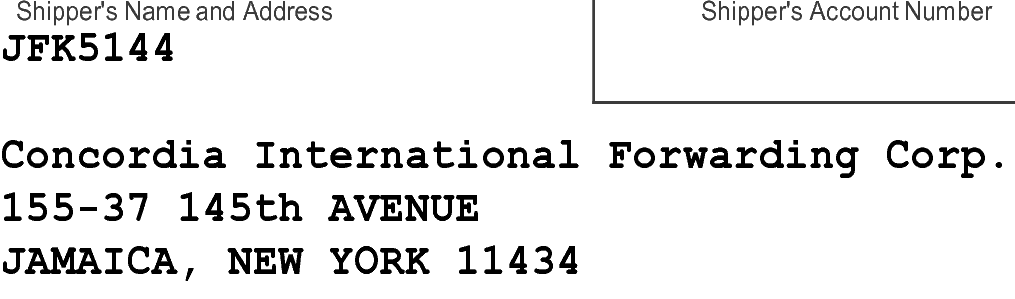 Shipper's Name and Address
Shipper's Account Number
JFK5144
Concordia International Forwarding Corp.
155-37 145th AVENUE
JAMAICA, NEW YORK 11434